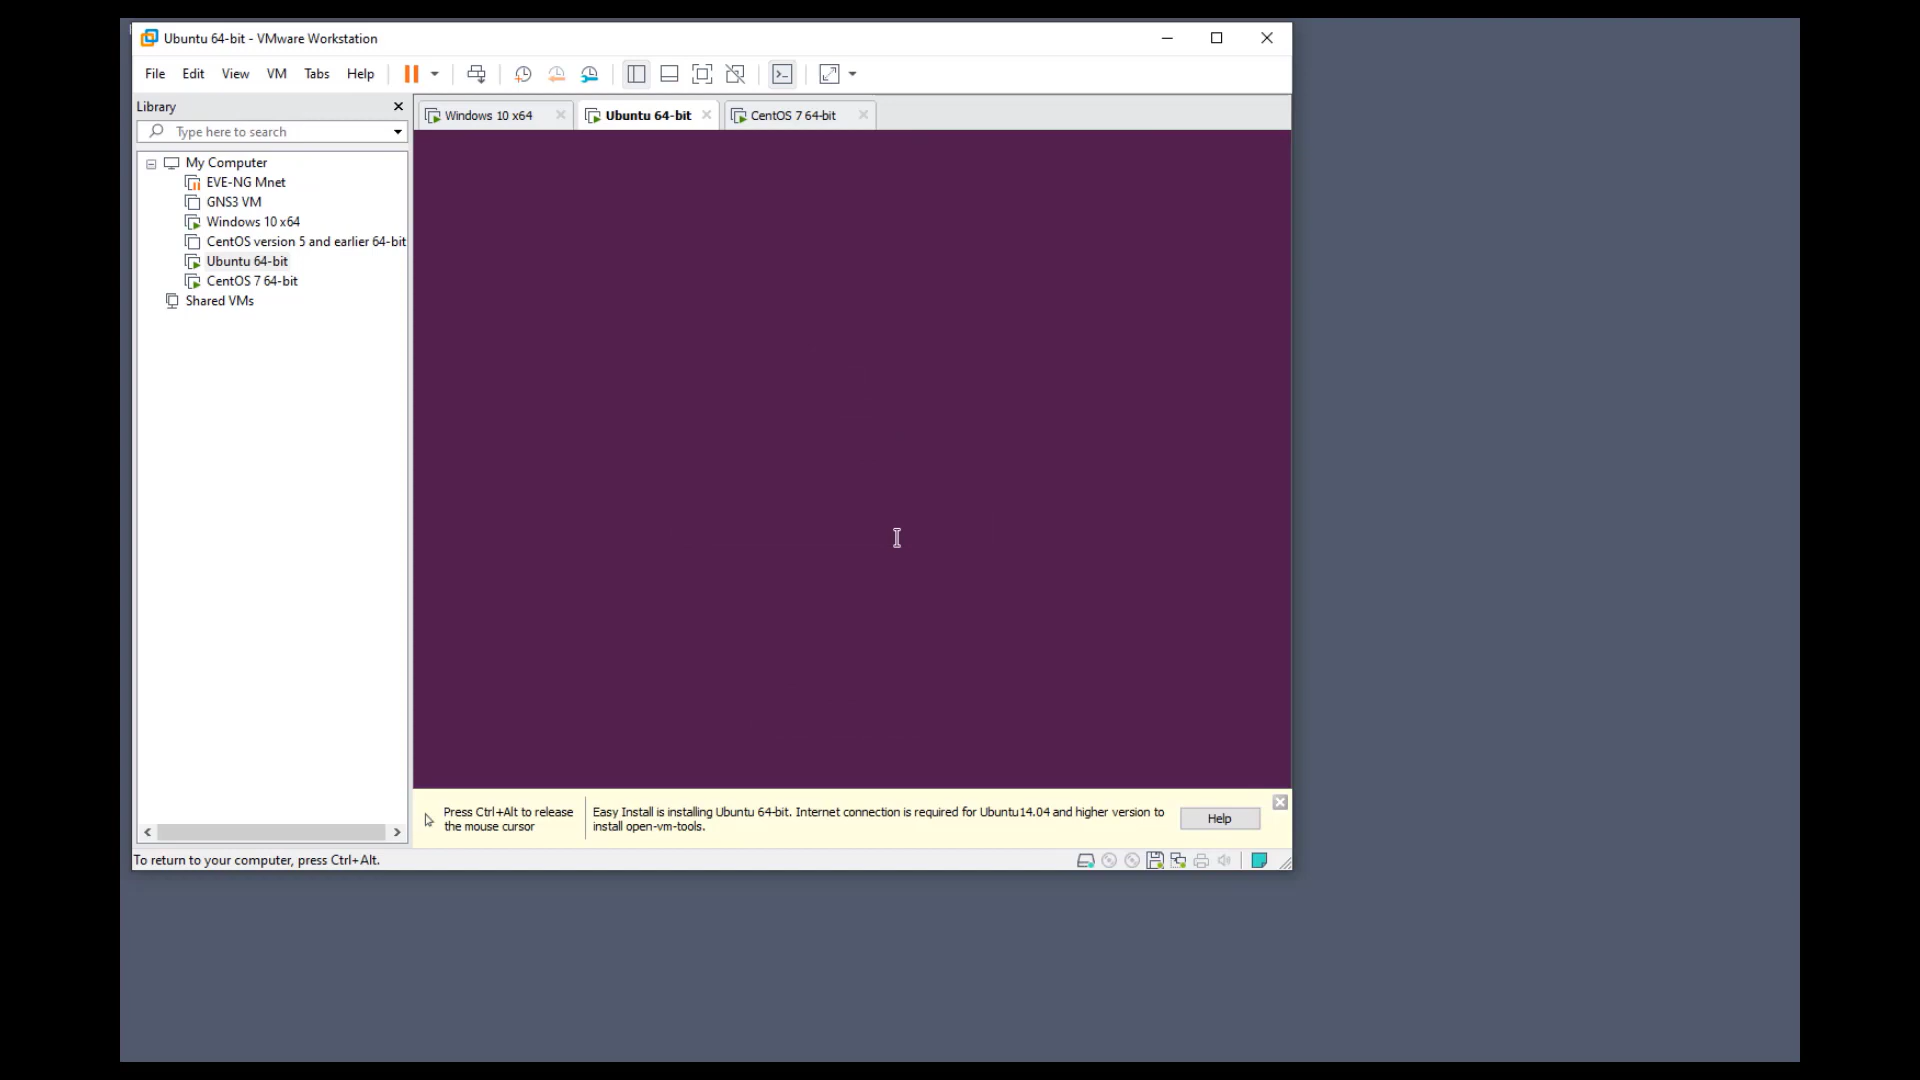 Ubuntu 64-bit - VMware Workstation
File Edit View VM Tabs Help
Library
Type here to search
Windows 10 x64
Ubuntu 64-bit
CentOS 7 64-bit
My Computer
EVE-NG Mnet
GNS3 VM
Windows 10 x64
CentOS version 5 and earlier 64-bit
Ubuntu 64-bit
CentOS 7 64-bit
Shared VMs
Press Ctrl+Alt to release
the mouse cursor
Easy Install is installing Ubuntu 64-bit. Internet connection is required for Ubuntu14.04 and higher version to
install open-vm-tools.
Help
To return to your computer, press Ctrl+Alt.